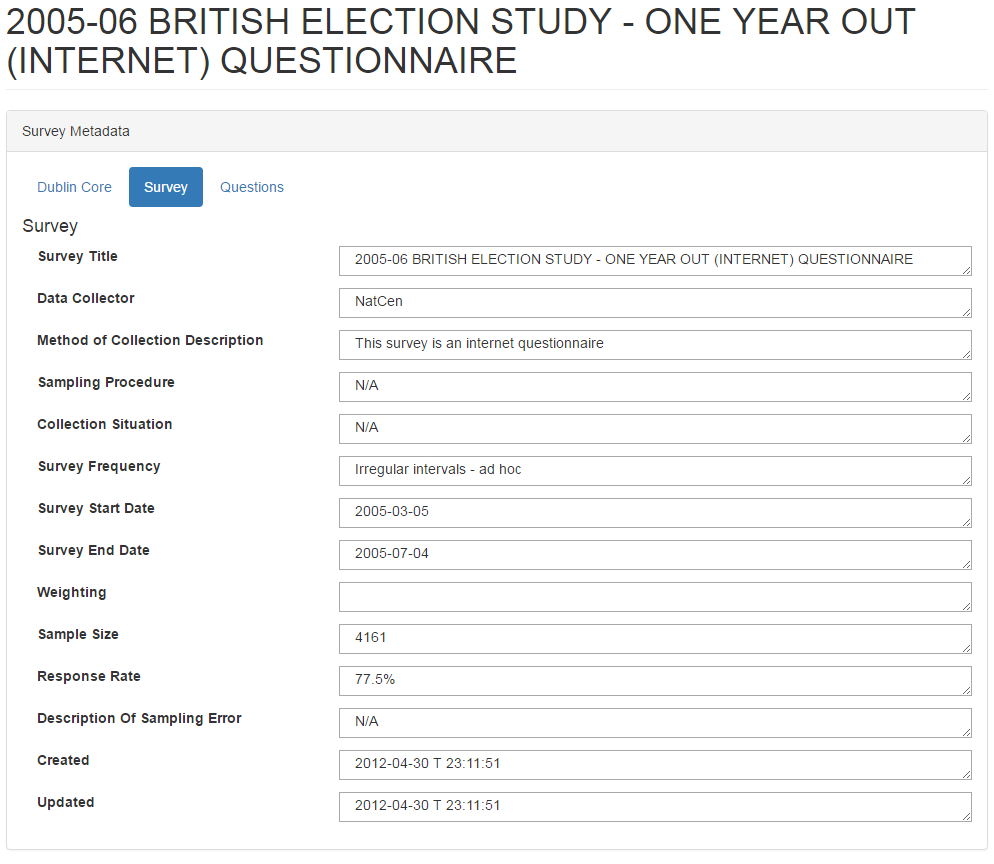 2005-06 BRITISH ELECTION STUDY - ONE YEAR OUT
(INTERNET) QUESTIONNAIRE
Survey Metadata
Dublin Core Survey Questions
Survey
Survey Title 2005-06 BRITISH ELECTION STUDY - ONE YEAR OUT (INTERNET) QUESTIONNAIRE
Data Collector NatCen
Method of Collection Description This survey is an internet questionnaire
Sampling Procedure N/A
Collection Situation N/A
Survey Frequency Irregular intervals - ad hoc
Survey Start Date 2005-03-05
Survey End Date 2005-07-04
Weighting
Sample Size 4161
Response Rate 77.5%
Description Of Sampling Error N/A
Created 2012-04-30 T 23:11:51
Updated 2012-04-30 T 23:11:51